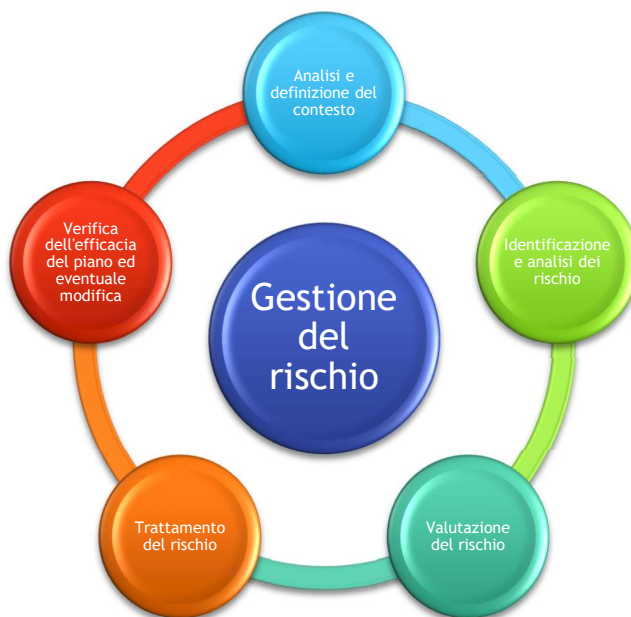 Analisi e
definizione del
contesto
Identificazione
e analisi dei
rischio
Valutazione
del rischio
Trattamento
del rischio
Verifica
dell'efficacia
del piano ed
eventuale
modifica
Gestione
del
rischio